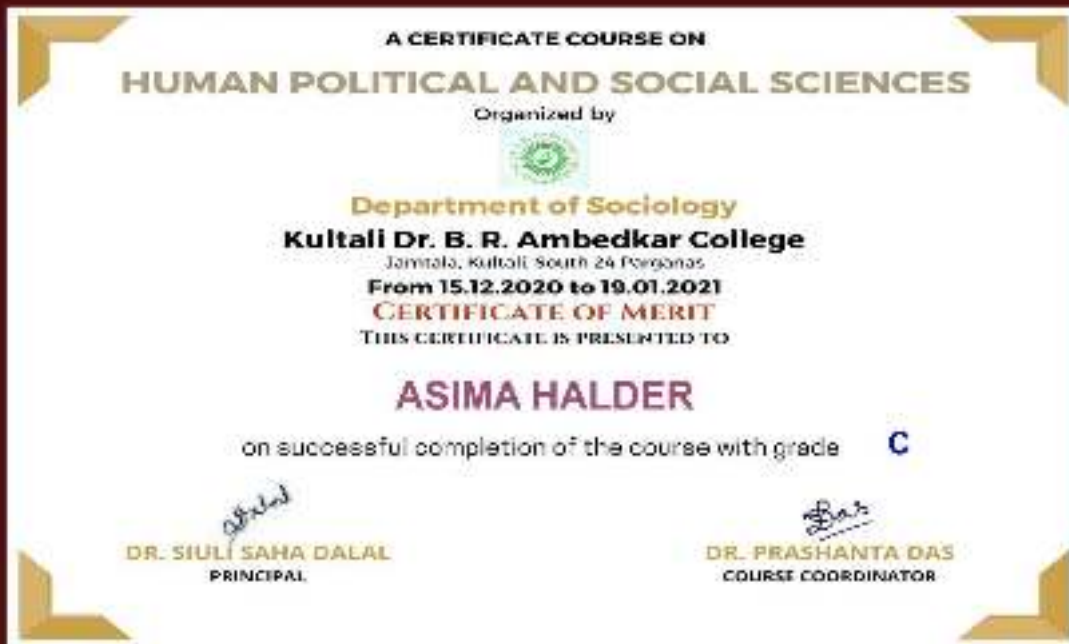 A CERTIFICATE COURSE ON
HUMAN POLITICAL AND SOCIAL SCIENCES
Organized by
Department of Sociology
Kultali Dr. B. R. Ambedkar College
Jamtala, Kultali, South 24 Parganas
From 15.12.2020 to 19.01.2021
CERTIFICATE OF MERIT
THIS CERTIFICATE IS PRESENTED TO
ASIMA HALDER
on successful completion of the course with grade C
Das
DR. SIULI SAHA DALAL
DR. PRASHANTA DAS
PRINCIPAL
COURSE COORDINATOR